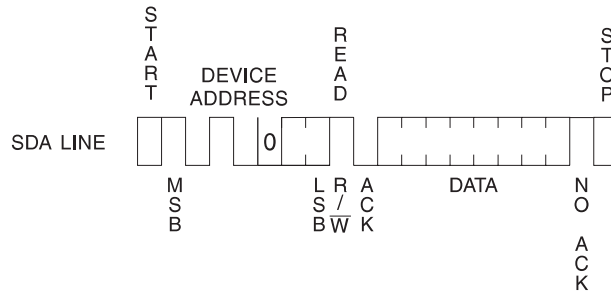 START
DEVICE
ADDRESS
READ
STOP
SDA LINE
0
MSB
LSB
R/W
ACK
DATA
NO ACK